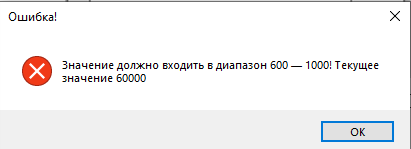 Ошибка!
Значение должно входить в диапазон 600 — 1000! Текущее
значение 60000
OK